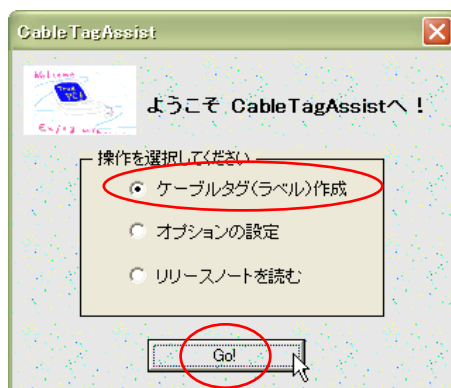 CableTagAssist
Welcome
True
ようこそ CableTagAssistへ！
Enjoy
操作を選択してください
ケーブルタグ(ラベル)作成
オプションの設定
リリースノートを読む
Go!